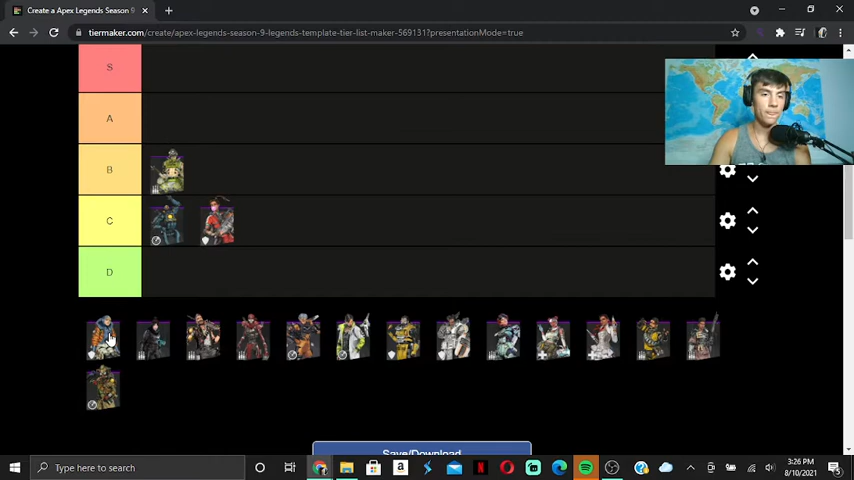 Create a Apex Legends Season 9
tiermaker.com/create/apex-legends-season-9-legends-template-tier-list-maker-569131?presentationMode=true
S
A
B
C
D
Save/Download
Type here to search
3:26 PM
8/10/2021